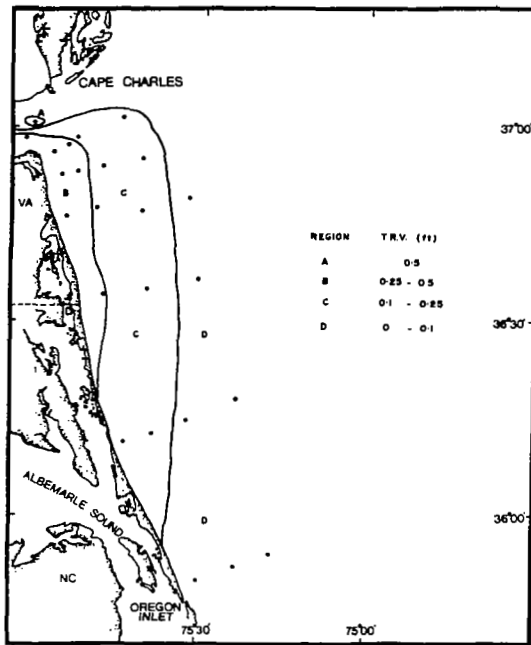 CAPE CHARLES
A
37°00'
VA
B
C
REGION T.R.V. (ft)
A 0·5
B 0·25 - 0·5
C 0·1 - 0·25
D 0 - 0·1
C
D
36°30'
ALBEMARLE SOUND
D
36°00'
NC
OREGON
INLET
75°30'
75°00'